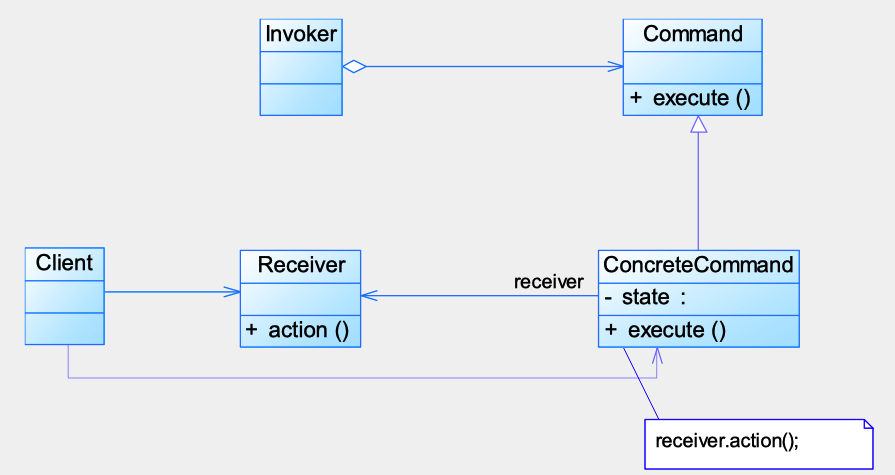 Invoker
Command
+ execute ()
Client
Receiver
+ action ()
receiver
ConcreteCommand
- state :
+ execute ()
receiver.action();